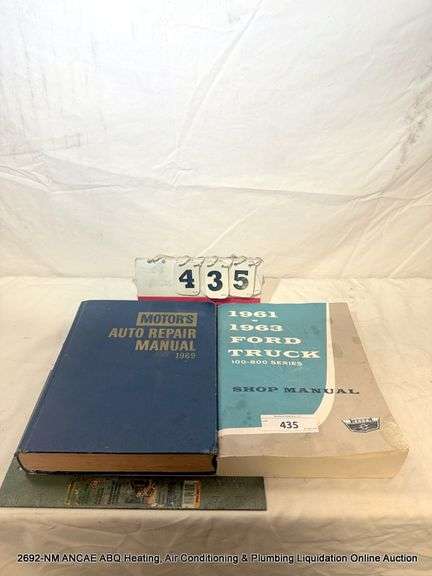 435
MOTOR'S
AUTO REPAIR
MANUAL
1969
1961
-
1963
FORD
TRUCK
100-800 SERIES
SHOP MANUAL
435
2692-NM ANCAE ABQ Heating, Air Conditioning & Plumbing Liquidation Online Auction